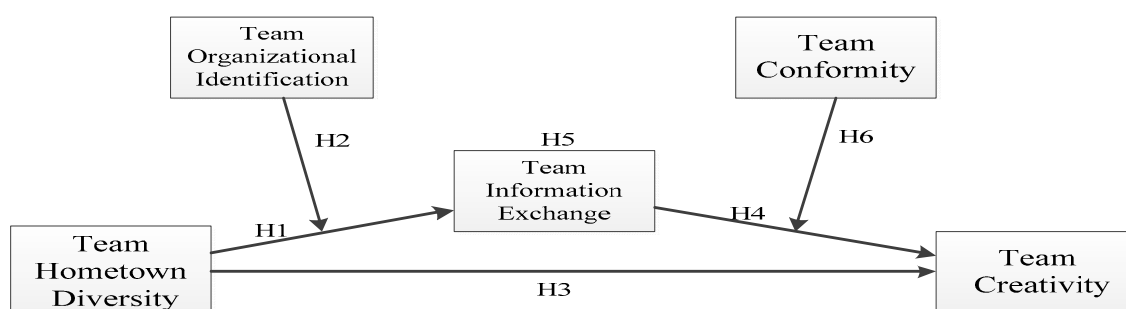 Team
Organizational
Identification
Team
Conformity
H2
H5
H6
Team
Information
Exchange
H1
H4
Team
Hometown
Diversity
Team
Creativity
H3